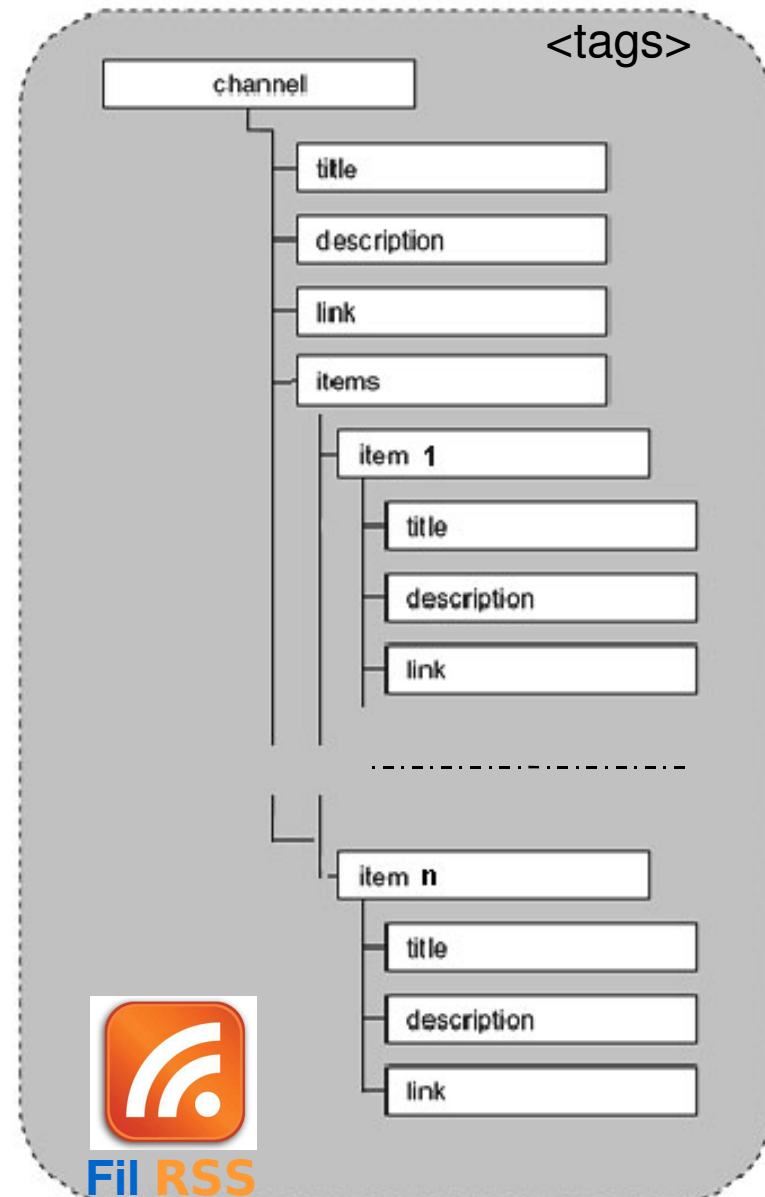 <tags>
channel
title
description
link
items
item 1
title
description
link
item n
title
description
link
Fil RSS